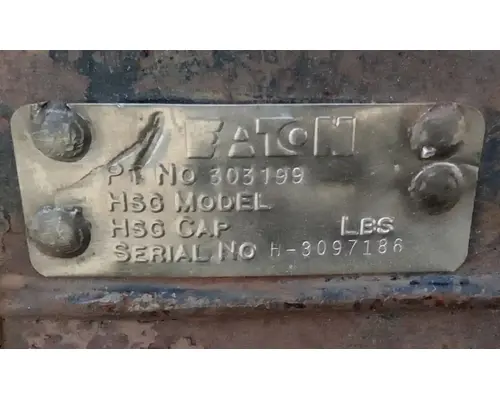 EATON
PT NO 303199
HSG MODEL
HSG CAP LBS
SERIAL NO H-3097186